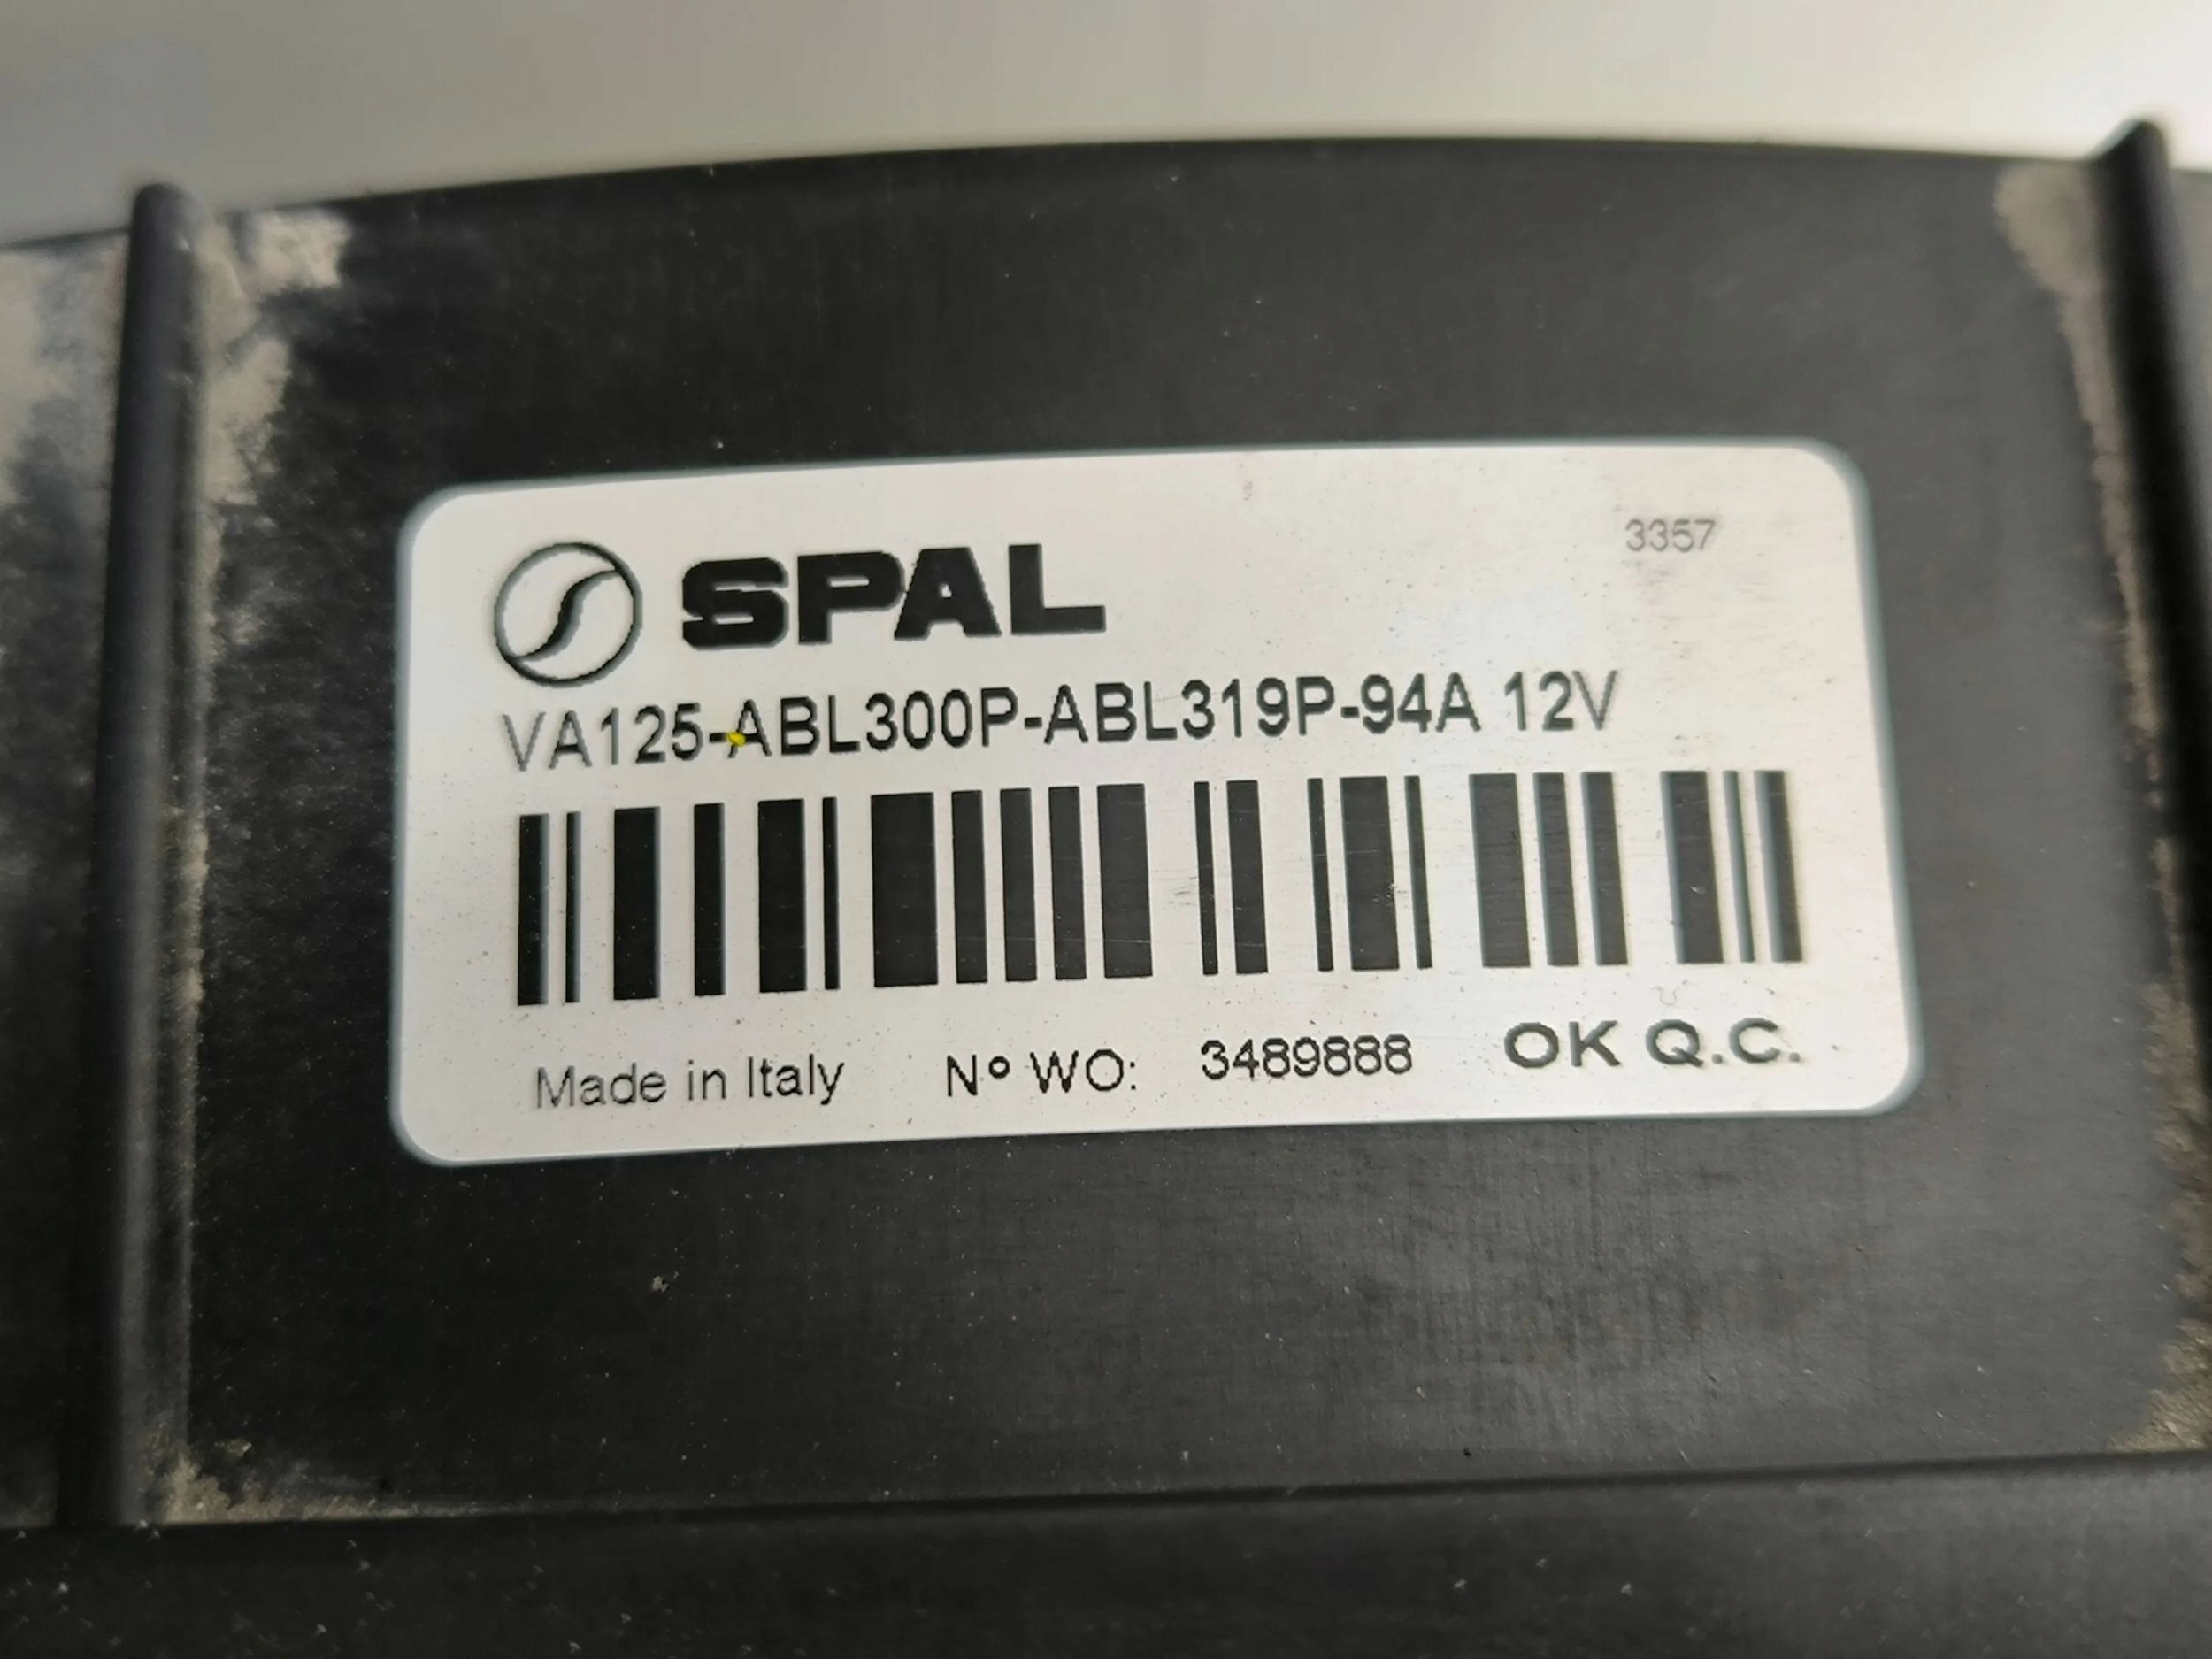 3357
SPAL
VA125-ABL300P-ABL319P-94A 12V
Made in Italy N° WO: 3489888 OK Q.C.